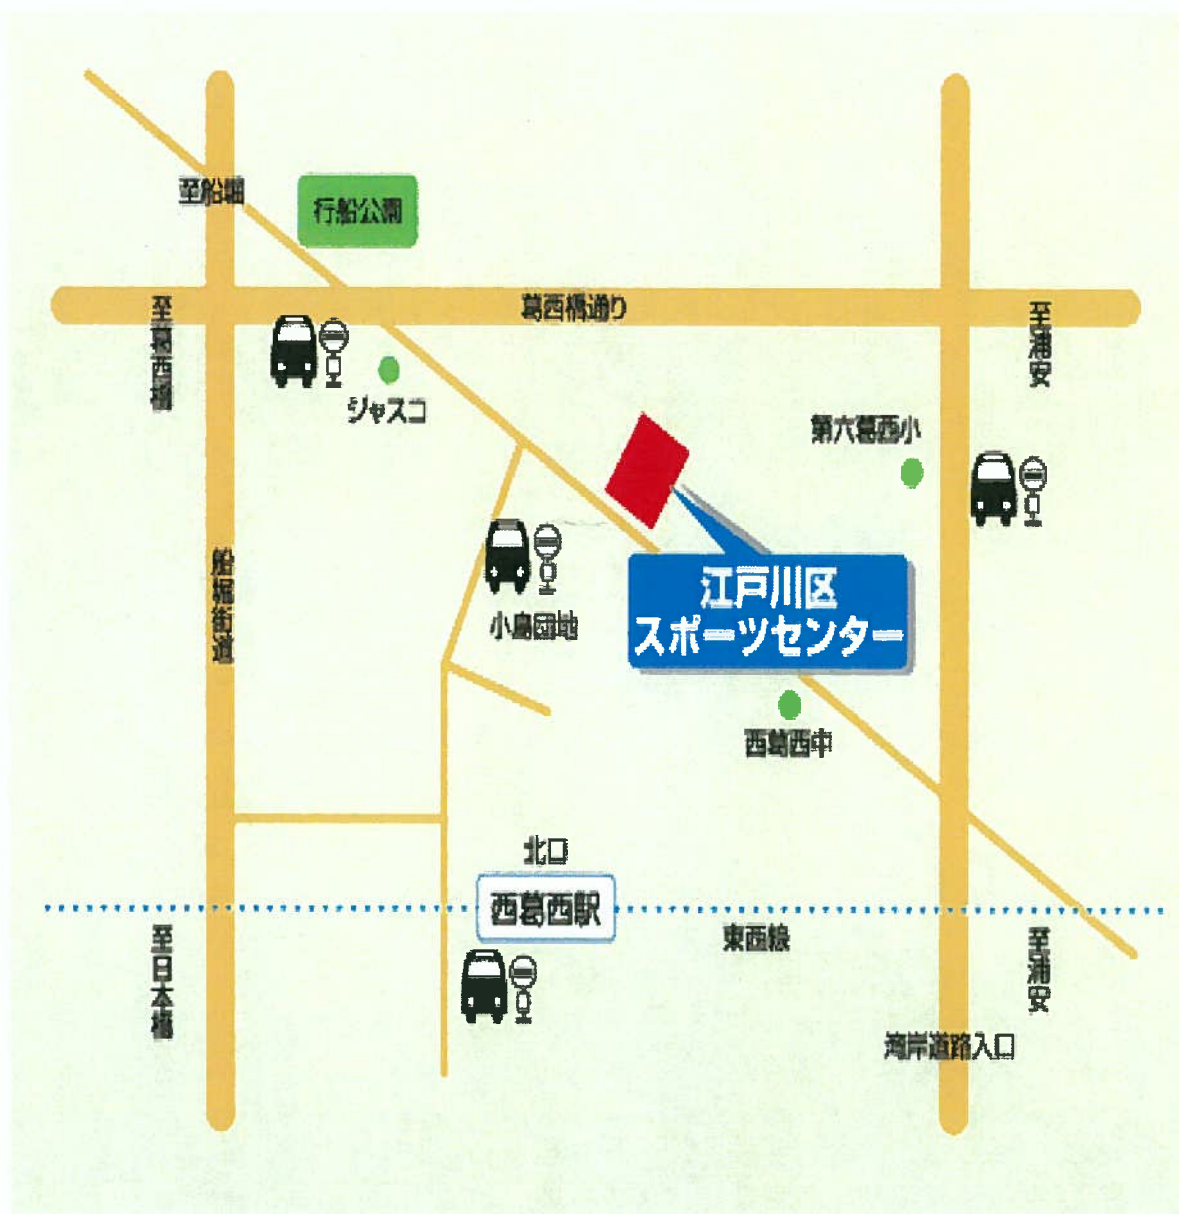 至船堀
行船公園
葛西橋通り
至葛西橋
至浦安
ジャスコ
第六葛西小
船堀街道
江戸川区
スポーツセンター
小島団地
西葛西中
北口
西葛西駅
東西線
至日本橋
至浦安
湾岸道路入口